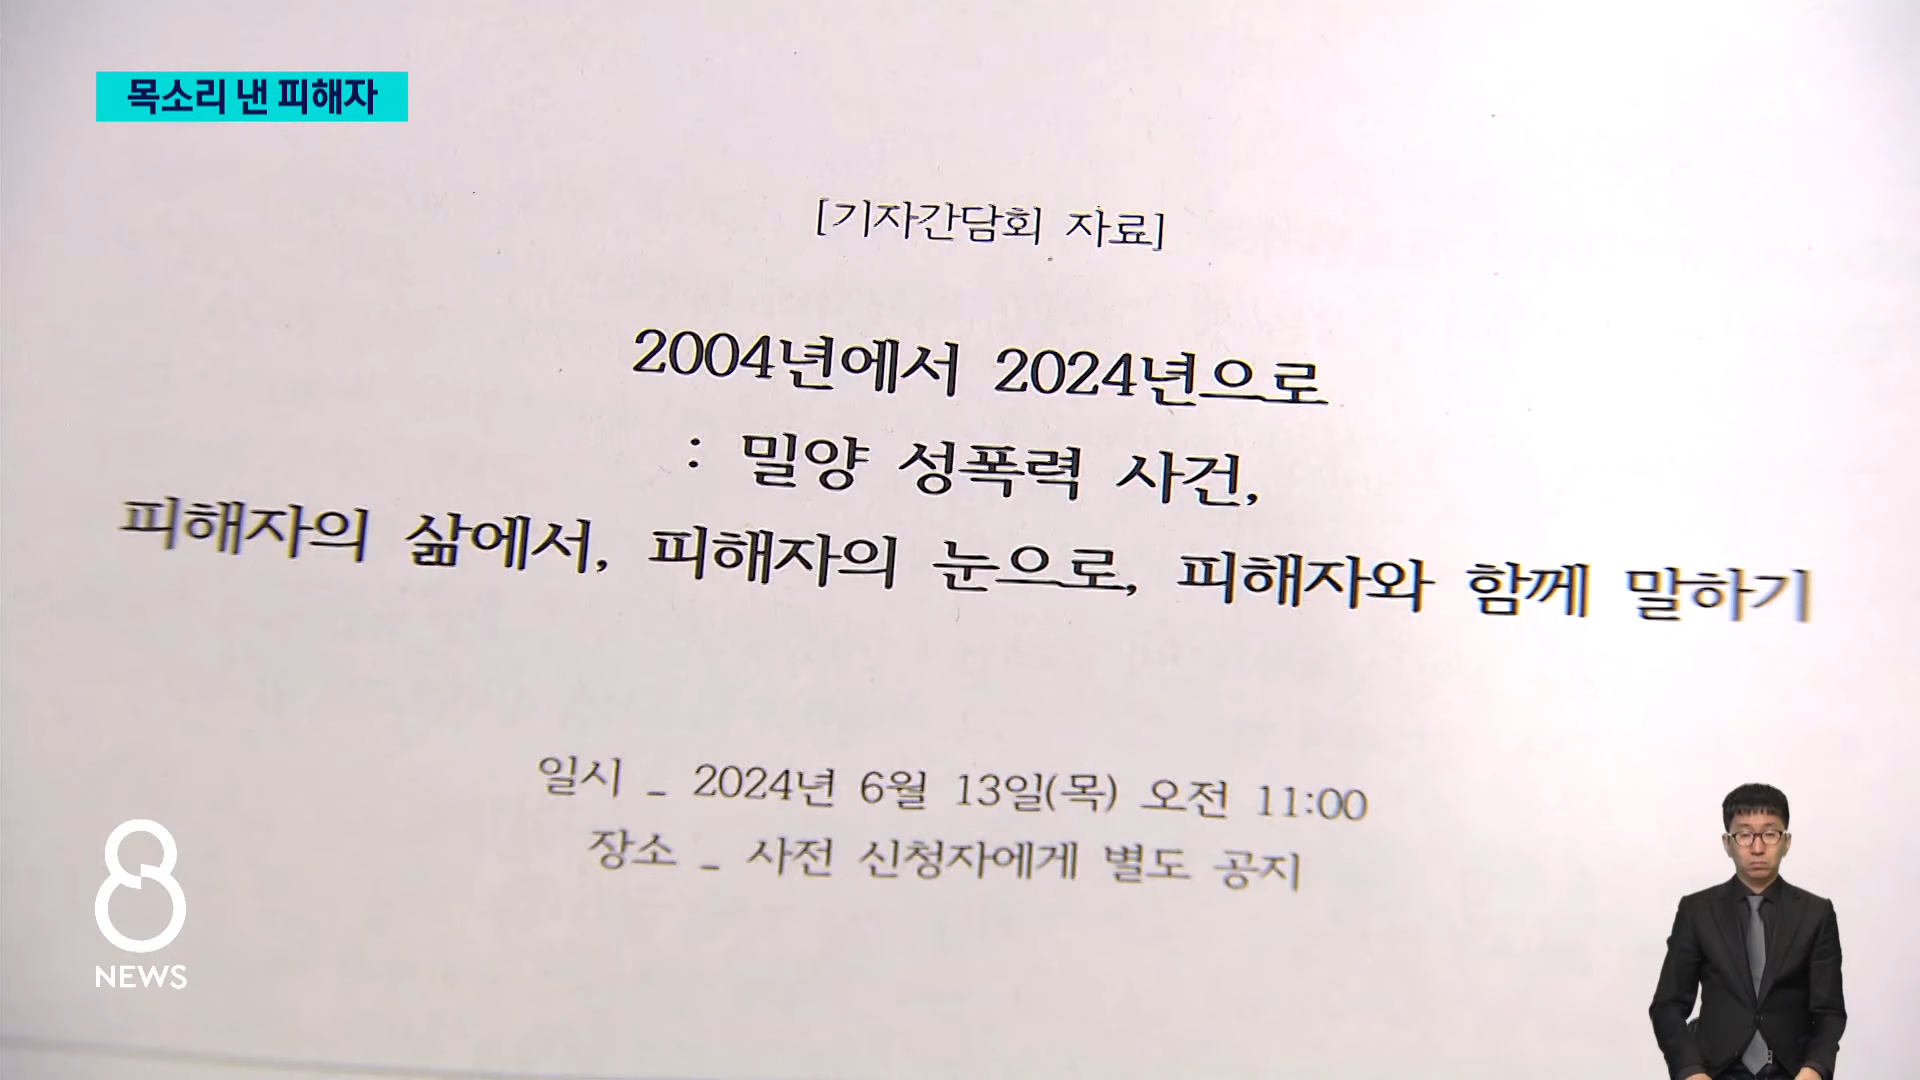 목소리 낸 피해자
[기자간담회 자료]
2004년에서 2024년으로
: 밀양 성폭력 사건,
피해자의 삶에서, 피해자의 눈으로, 피해자와 함께 말하기
일시 _ 2024년 6월 13일(목) 오전 11:00
장소 _ 사전 신청자에게 별도 공지
8
NEWS